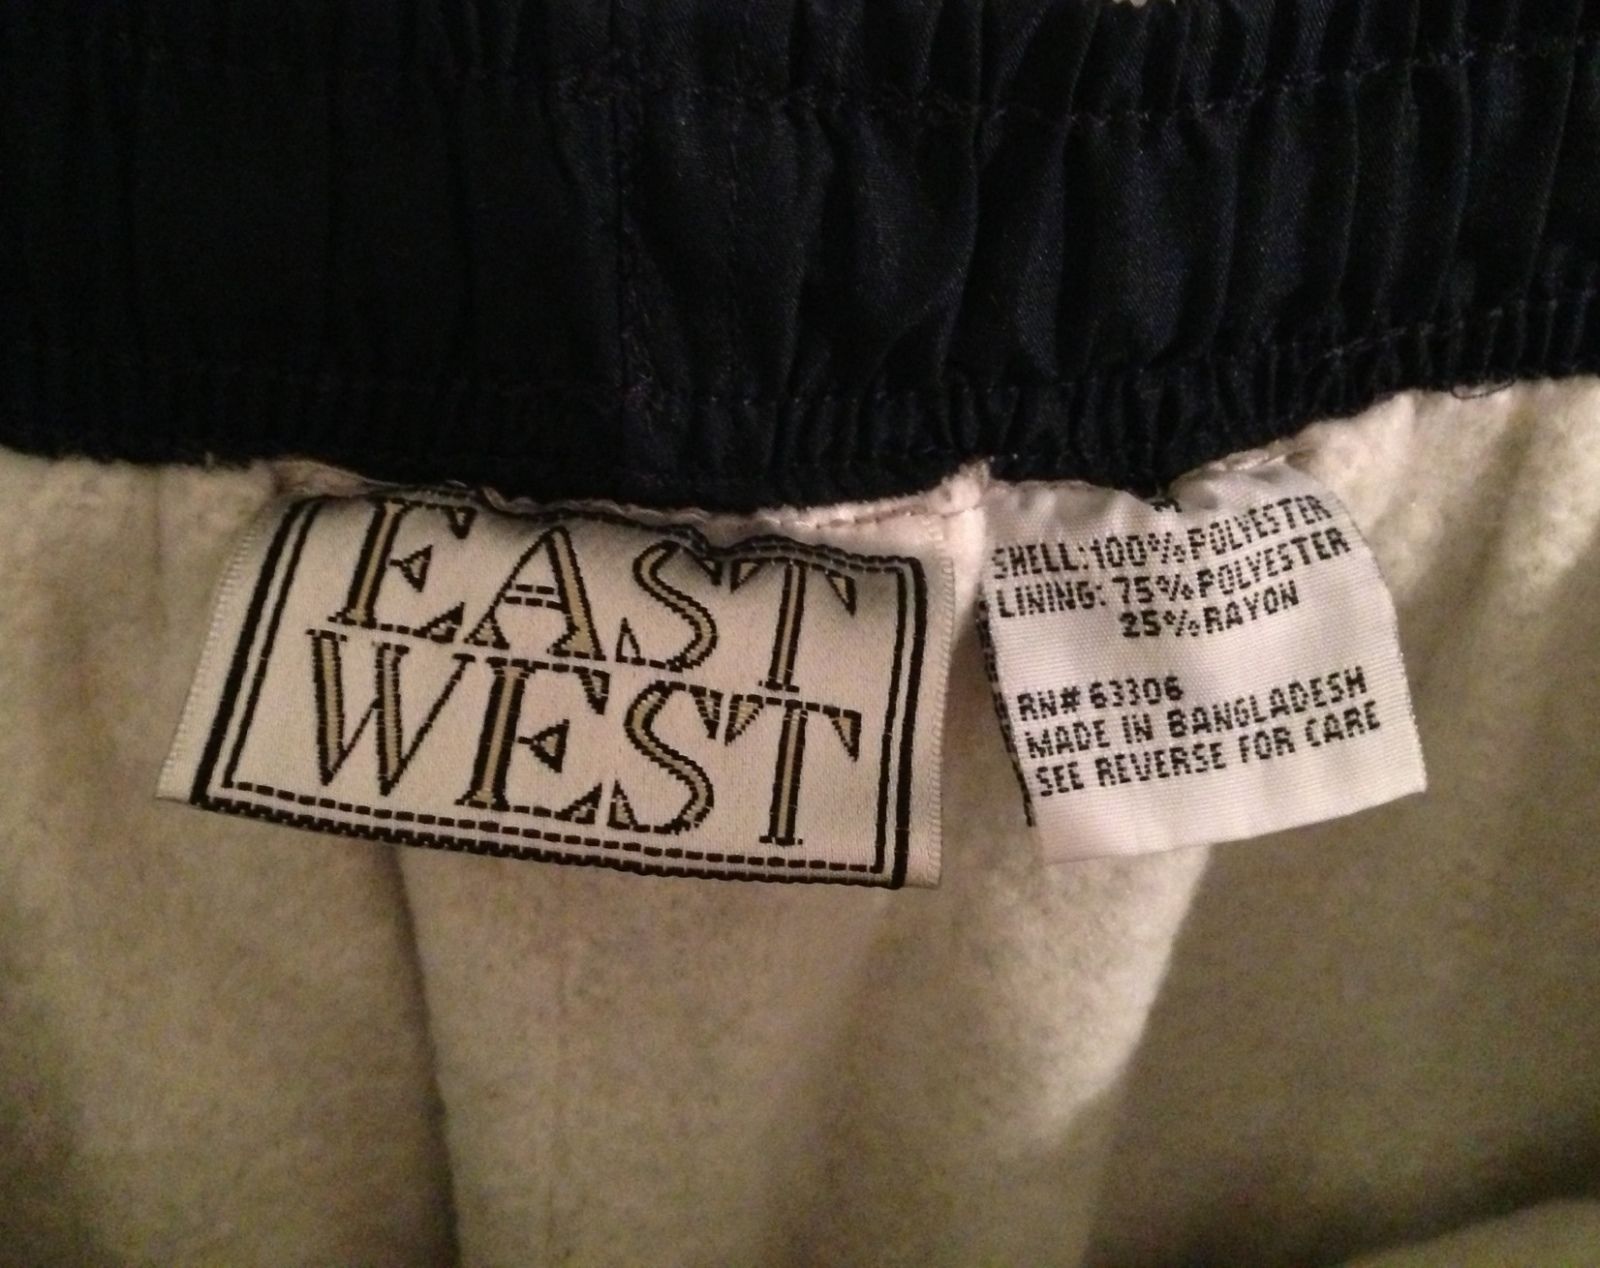 EAST
WEST
SHELL: 100% POLYESTER
LINING: 75% POLYESTER
25% RAYON
RN# 63306
MADE IN BANGLADESH
SEE REVERSE FOR CARE